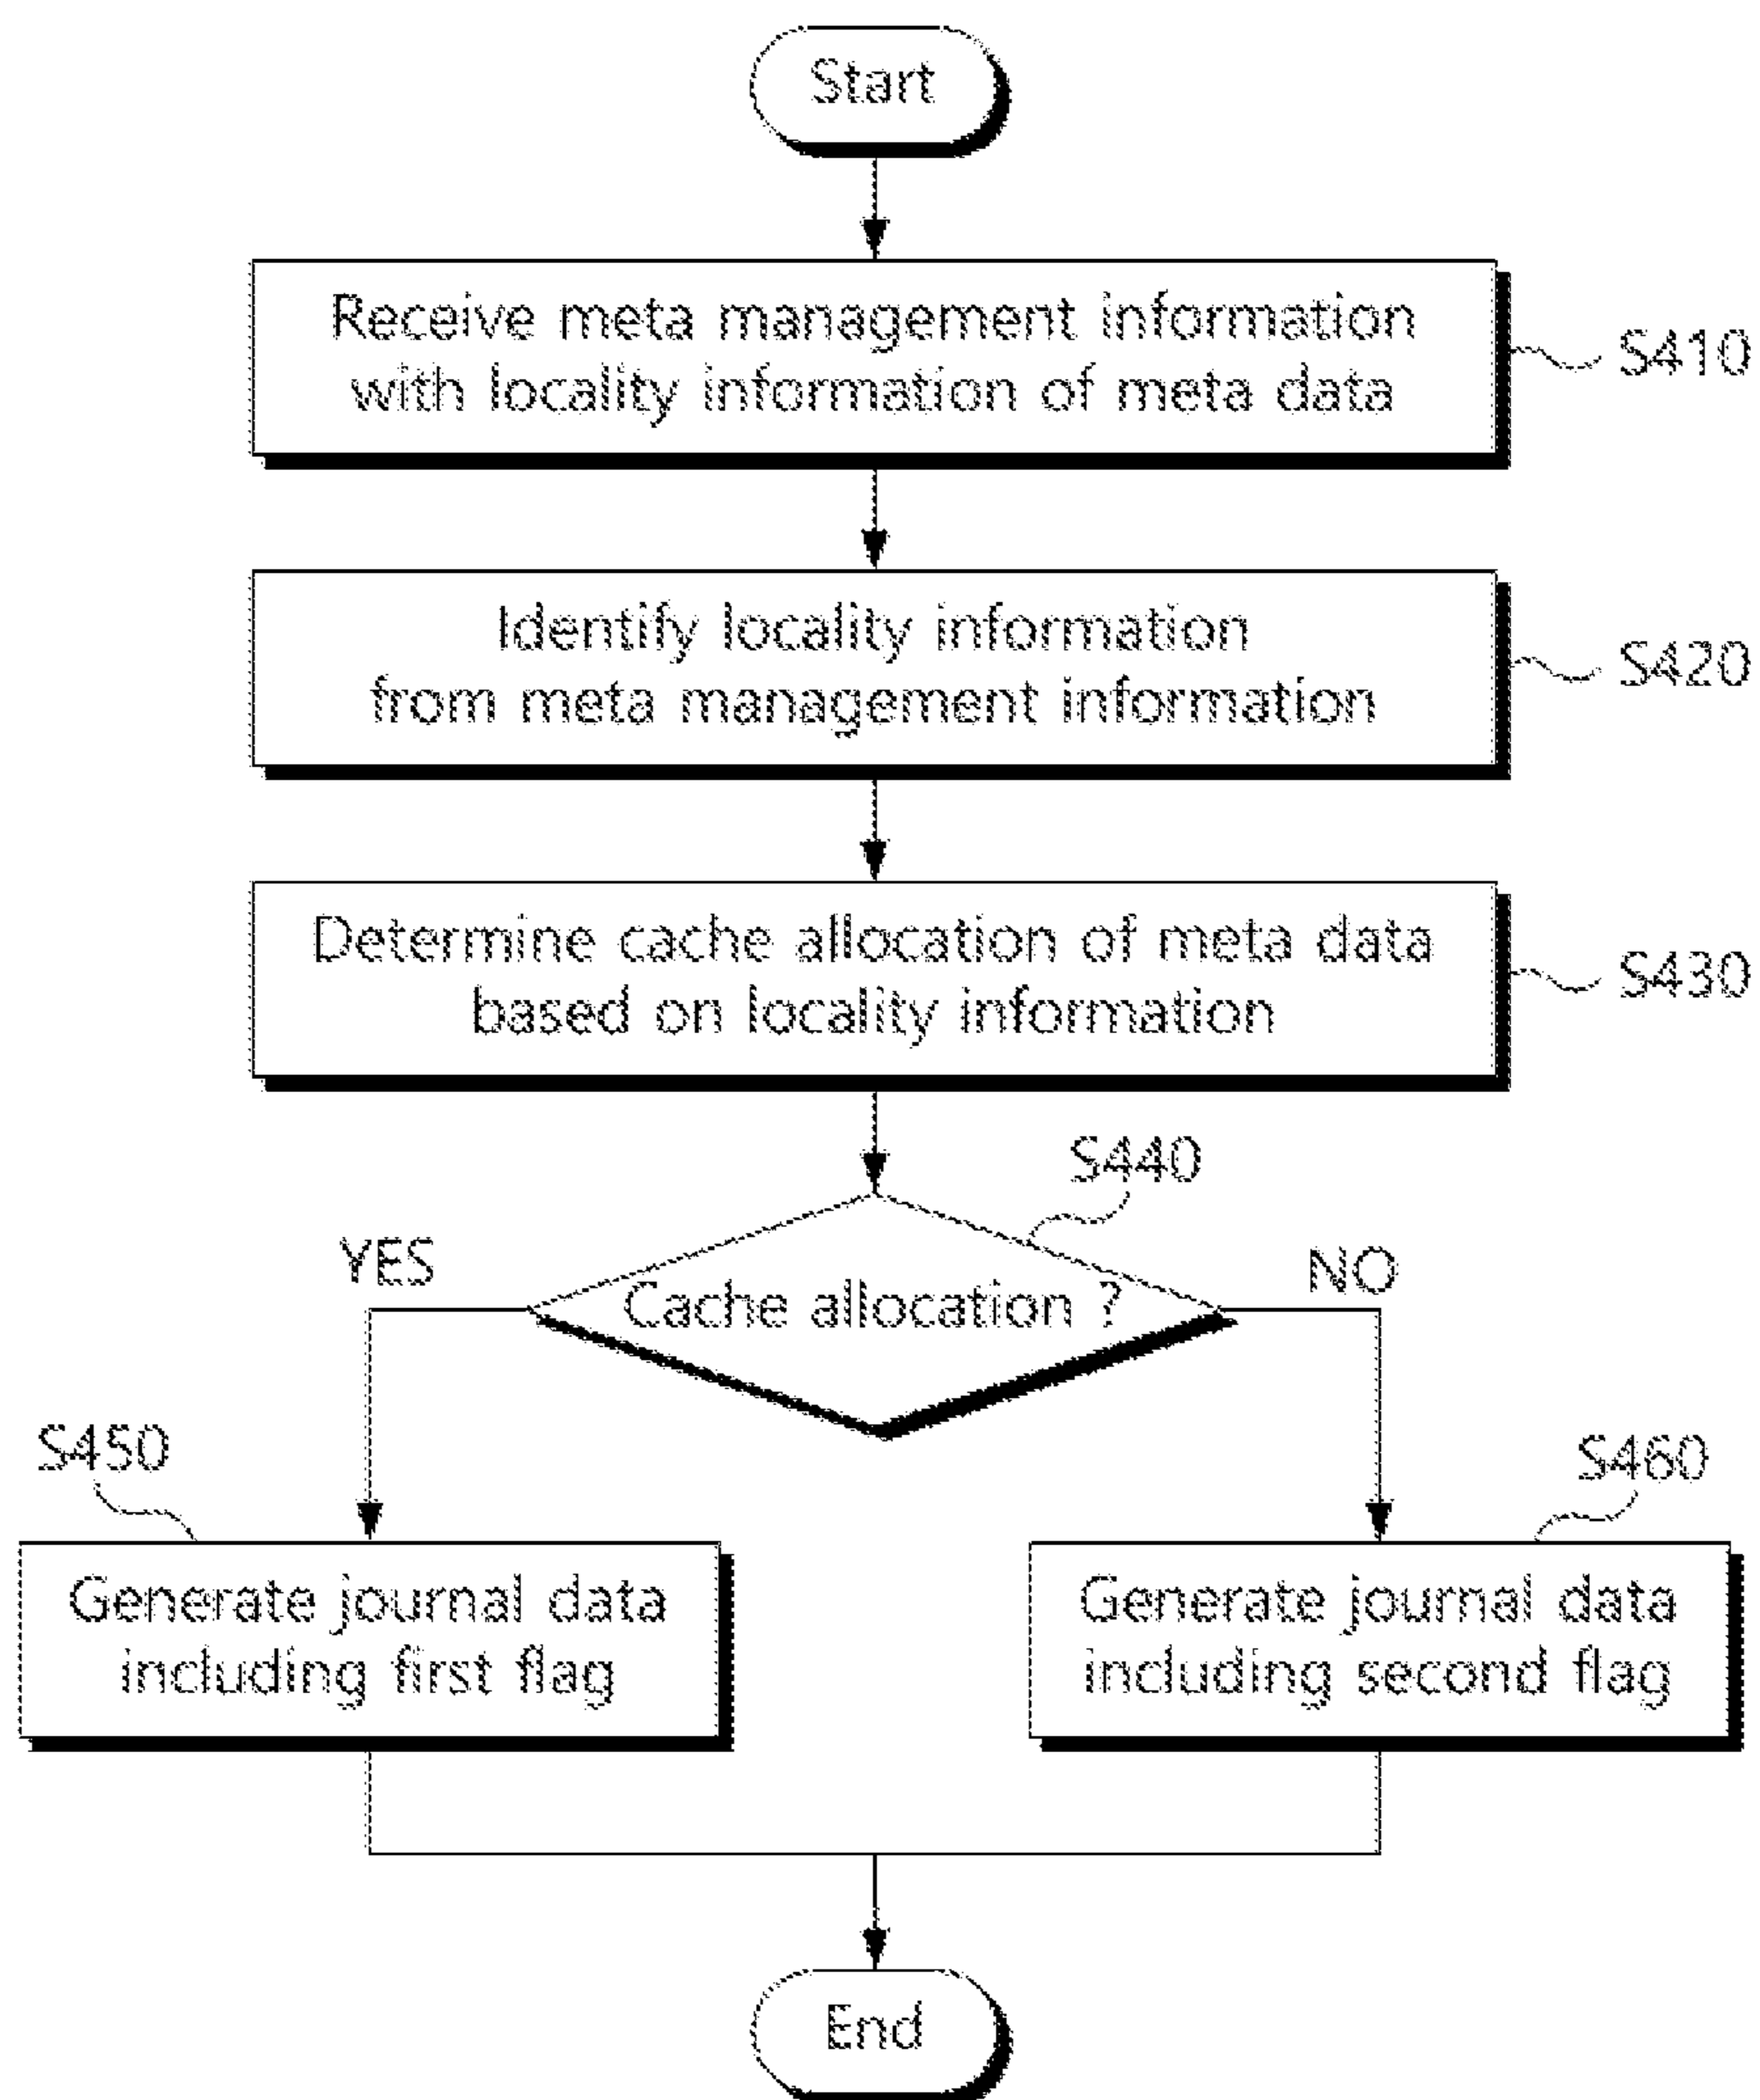 Start
Receive meta management information
with locality information of meta data
S410
Identify locality information
from meta management information
S420
Determine cache allocation of meta data
based on locality information
S430
S440
YES
Cache allocation ?
NO
S450
Generate journal data
including first flag
S460
Generate journal data
including second flag
End